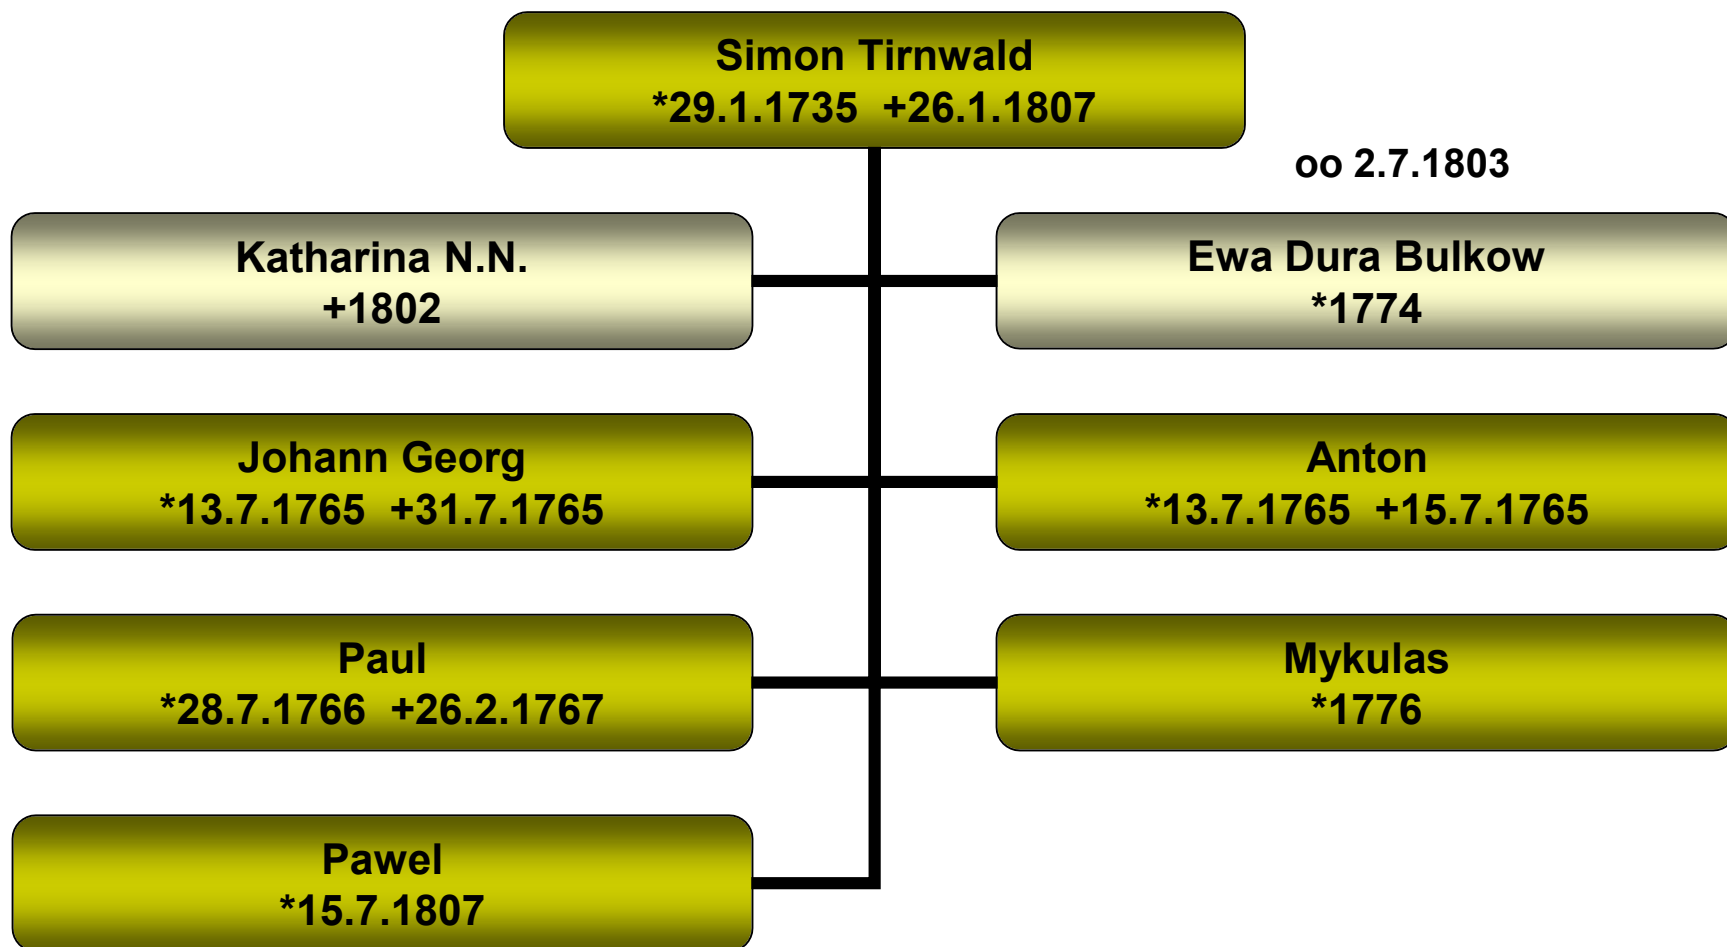 Simon Tirnwald
*29.1.1735  +26.1.1807
oo 2.7.1803
Katharina N.N.
+1802
Ewa Dura Bulkow
*1774
Johann Georg
*13.7.1765  +31.7.1765
Anton
*13.7.1765  +15.7.1765
Paul
*28.7.1766  +26.2.1767
Mykulas
*1776
Pawel
*15.7.1807